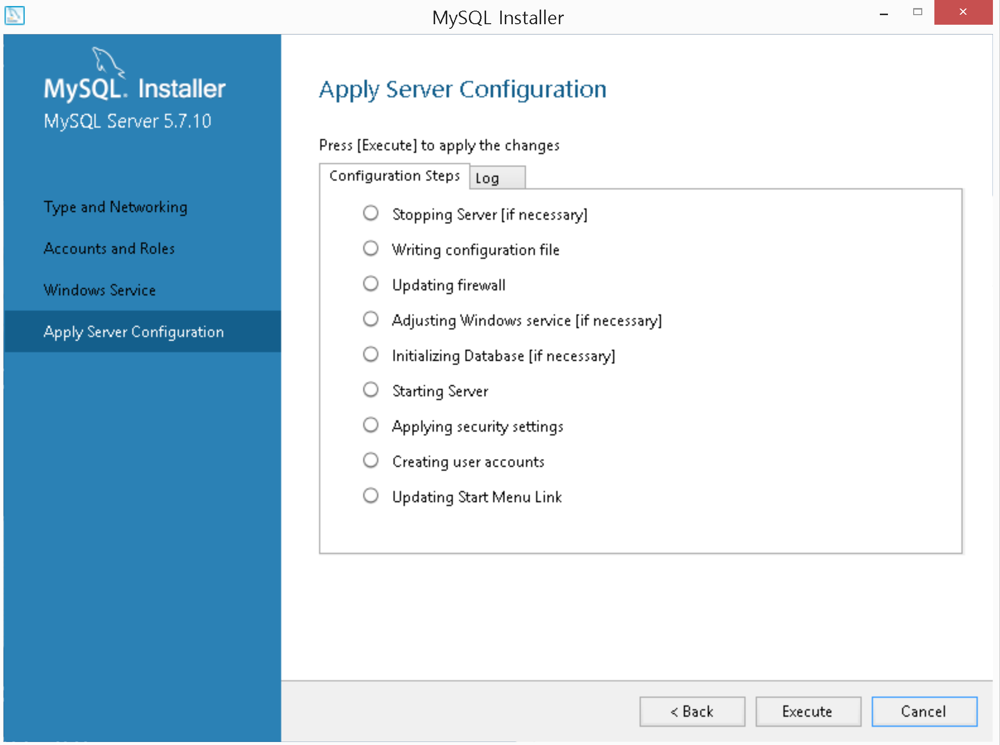 MySQL Installer
MySQL. Installer
MySQL Server 5.7.10
Type and Networking
Accounts and Roles
Windows Service
Apply Server Configuration
Apply Server Configuration
Press [Execute] to apply the changes
Configuration Steps
Log
Stopping Server [if necessary]
Writing configuration file
Updating firewall
Adjusting Windows service [if necessary]
Initializing Database [if necessary]
Starting Server
Applying security settings
Creating user accounts
Updating Start Menu Link
< Back
Execute
Cancel